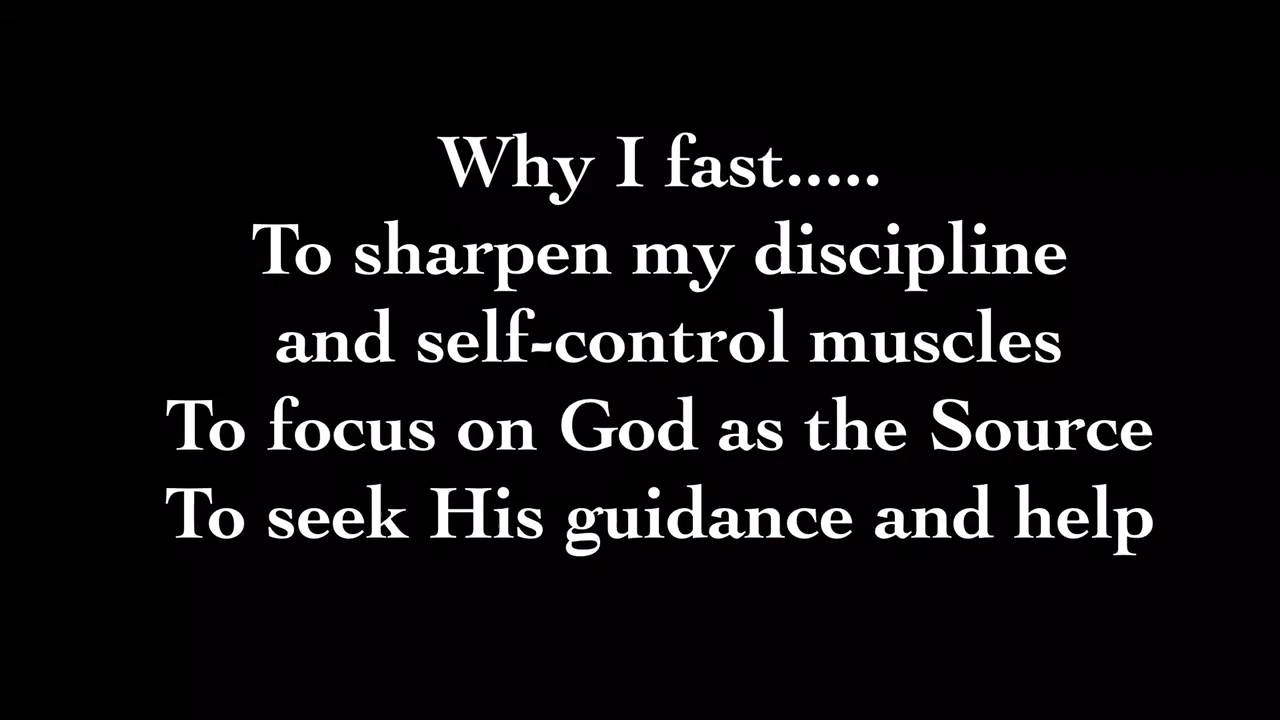 Why I fast.....
To sharpen my discipline
and self-control muscles
To focus on God as the Source
To seek His guidance and help